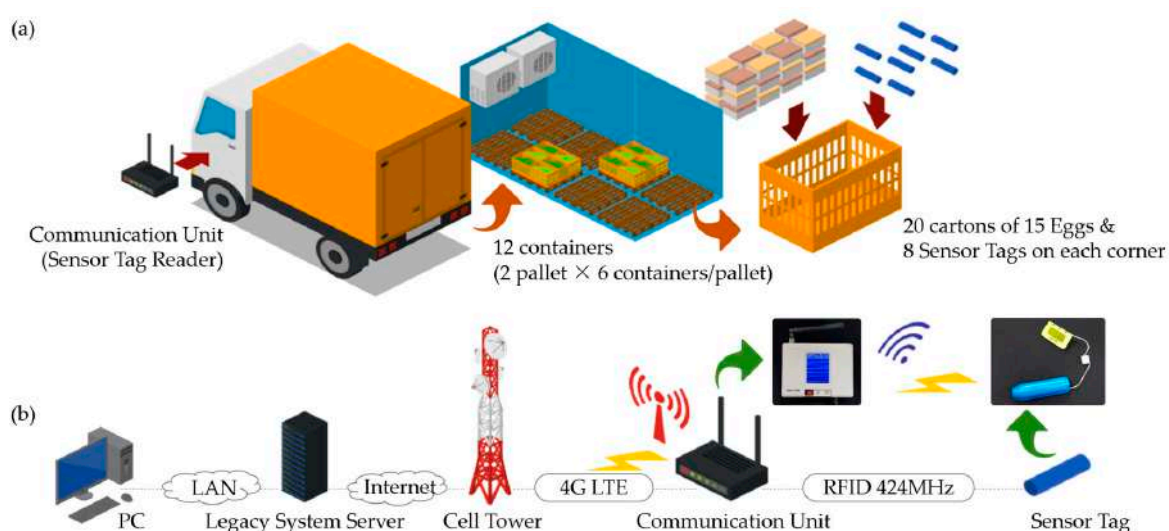 (a)
Communication Unit
(Sensor Tag Reader)
12 containers
(2 pallet × 6 containers/pallet)
20 cartons of 15 Eggs &
8 Sensor Tags on each corner
(b)
LAN
Internet
4G LTE
RFID 424MHz
PC
Legacy System Server
Cell Tower
Communication Unit
Sensor Tag